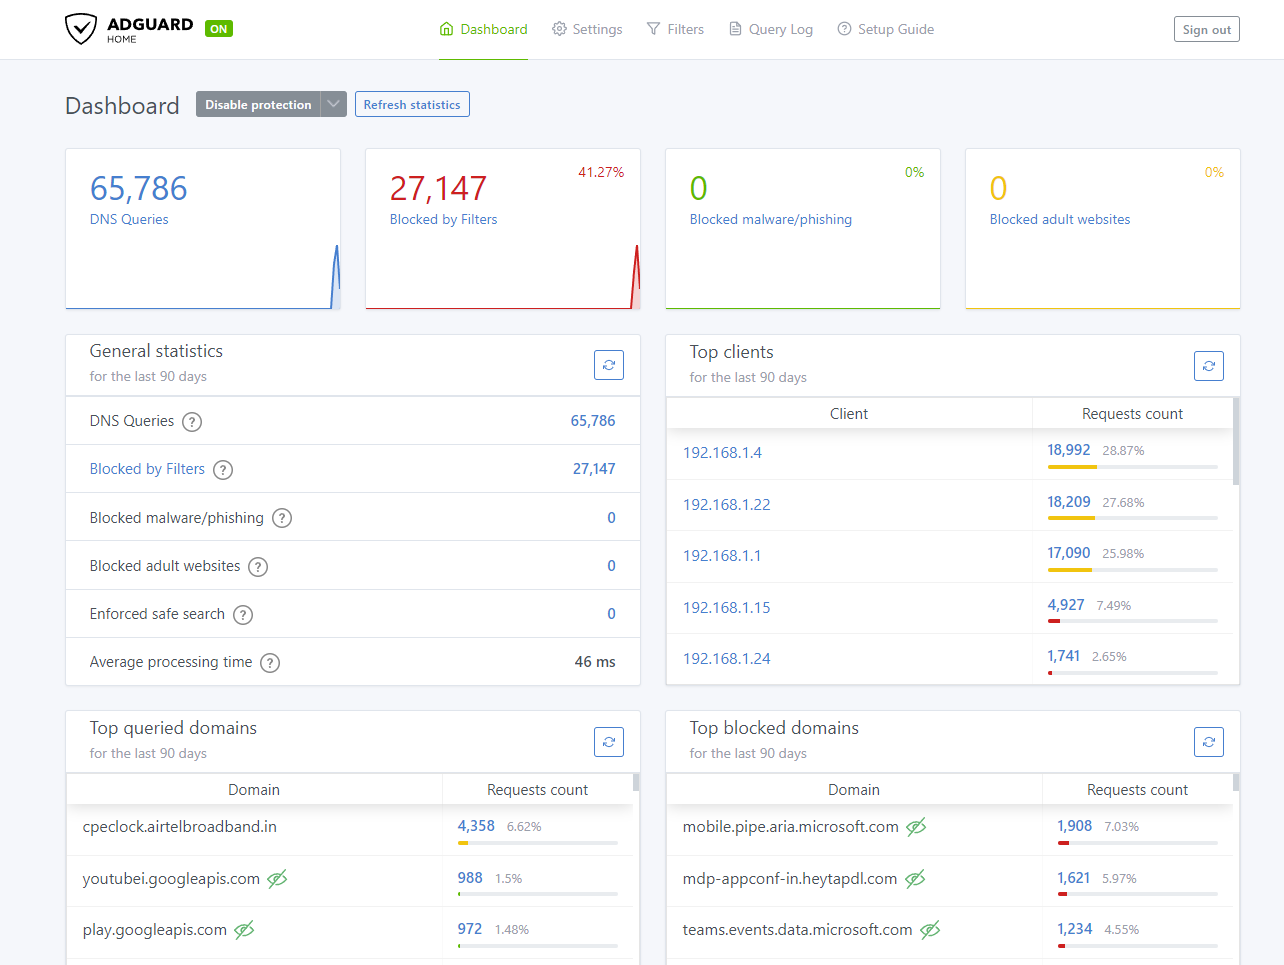 ADGUARD
HOME
ON
Dashboard
Settings
Filters
Query Log
Setup Guide
Sign out
Dashboard
Disable protection
Refresh statistics
65,786
DNS Queries
27,147
41.27%
Blocked by Filters
0
0%
Blocked malware/phishing
0
0%
Blocked adult websites
General statistics
for the last 90 days
DNS Queries ? 65,786
Blocked by Filters ? 27,147
Blocked malware/phishing ? 0
Blocked adult websites ? 0
Enforced safe search ? 0
Average processing time ? 46 ms
Top clients
for the last 90 days
Client Requests count
192.168.1.4 18,992 28.87%
192.168.1.22 18,209 27.68%
192.168.1.1 17,090 25.98%
192.168.1.15 4,927 7.49%
192.168.1.24 1,741 2.65%
Top queried domains
for the last 90 days
Domain Requests count
cpeclock.airtelbroadband.in 4,358 6.62%
youtubei.googleapis.com 988 1.5%
play.googleapis.com 972 1.48%
Top blocked domains
for the last 90 days
Domain Requests count
mobile.pipe.aria.microsoft.com 1,908 7.03%
mdp-appconf-in.heytapdl.com 1,621 5.97%
teams.events.data.microsoft.com 1,234 4.55%